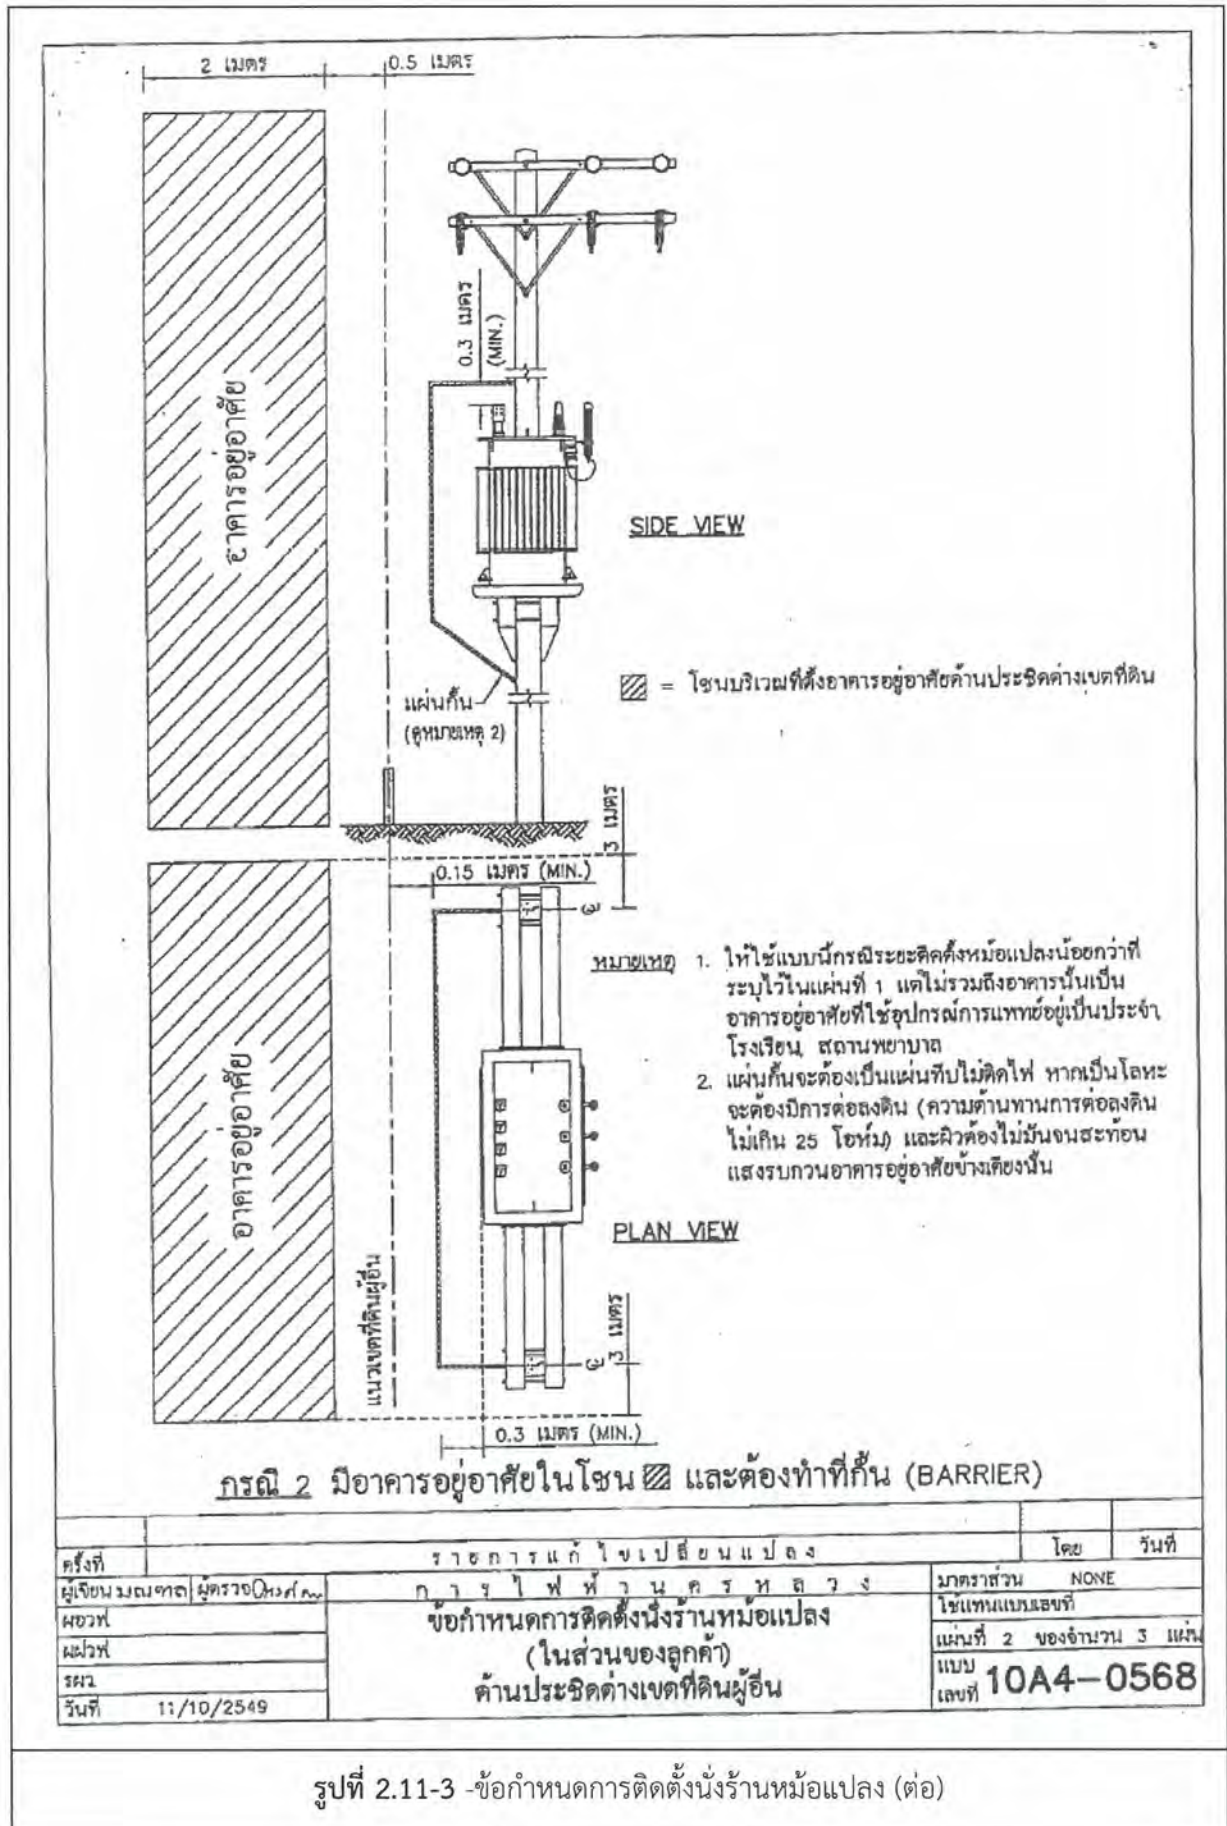 2 เมตร
0.5 เมตร
0.3 เมตร
(MIN.)
อาคารอยู่อาศัย
SIDE VIEW
= โซนบริเวณที่ตั้งอาคารอยู่อาศัยด้านประชิดต่างเขตที่ดิน
แผ่นกั้น
(ดูหมายเหตุ 2)
3 เมตร
0.15 เมตร (MIN.)
หมายเหตุ 1. ให้ใช้แบบนี้กรณีระยะติดตั้งหม้อแปลงน้อยกว่าที่
ระบุไว้ในแผ่นที่ 1 แต่ไม่รวมถึงอาคารนั้นเป็น
อาคารอยู่อาศัยที่ใช้อุปกรณ์การแพทย์อยู่เป็นประจำ,
โรงเรียน, สถานพยาบาล
2. แผ่นกั้นจะต้องเป็นแผ่นทึบไม่ติดไฟ หากเป็นโลหะ
จะต้องมีการต่อลงดิน (ความต้านทานการต่อลงดิน
ไม่เกิน 25 โอห์ม) และผิวต้องไม่มันจนสะท้อน
แสงรบกวนอาคารอยู่อาศัยข้างเคียงนั้น
อาคารอยู่อาศัย
PLAN VIEW
แนวเขตที่ดินผู้อื่น
3 เมตร
0.3 เมตร (MIN.)
กรณี 2 มีอาคารอยู่อาศัยในโซน และต้องทำที่กั้น (BARRIER)
ครั้งที่ รายการแก้ไขเปลี่ยนแปลง โดย วันที่
ผู้เขียน ผู้ตรวจ การไฟฟ้านครหลวง มาตราส่วน NONE
ผอวฟ. ข้อกำหนดการติดตั้งนั่งร้านหม้อแปลง ใช้แทนแบบเลขที่
ผฝวฟ. (ในส่วนของลูกค้า) แผ่นที่ 2 ของจำนวน 3 แผ่น
รผว. ด้านประชิดต่างเขตที่ดินผู้อื่น แบบเลขที่ 10A4-0568
วันที่ 11/10/2549
รูปที่ 2.11-3 -ข้อกำหนดการติดตั้งนั่งร้านหม้อแปลง (ต่อ)